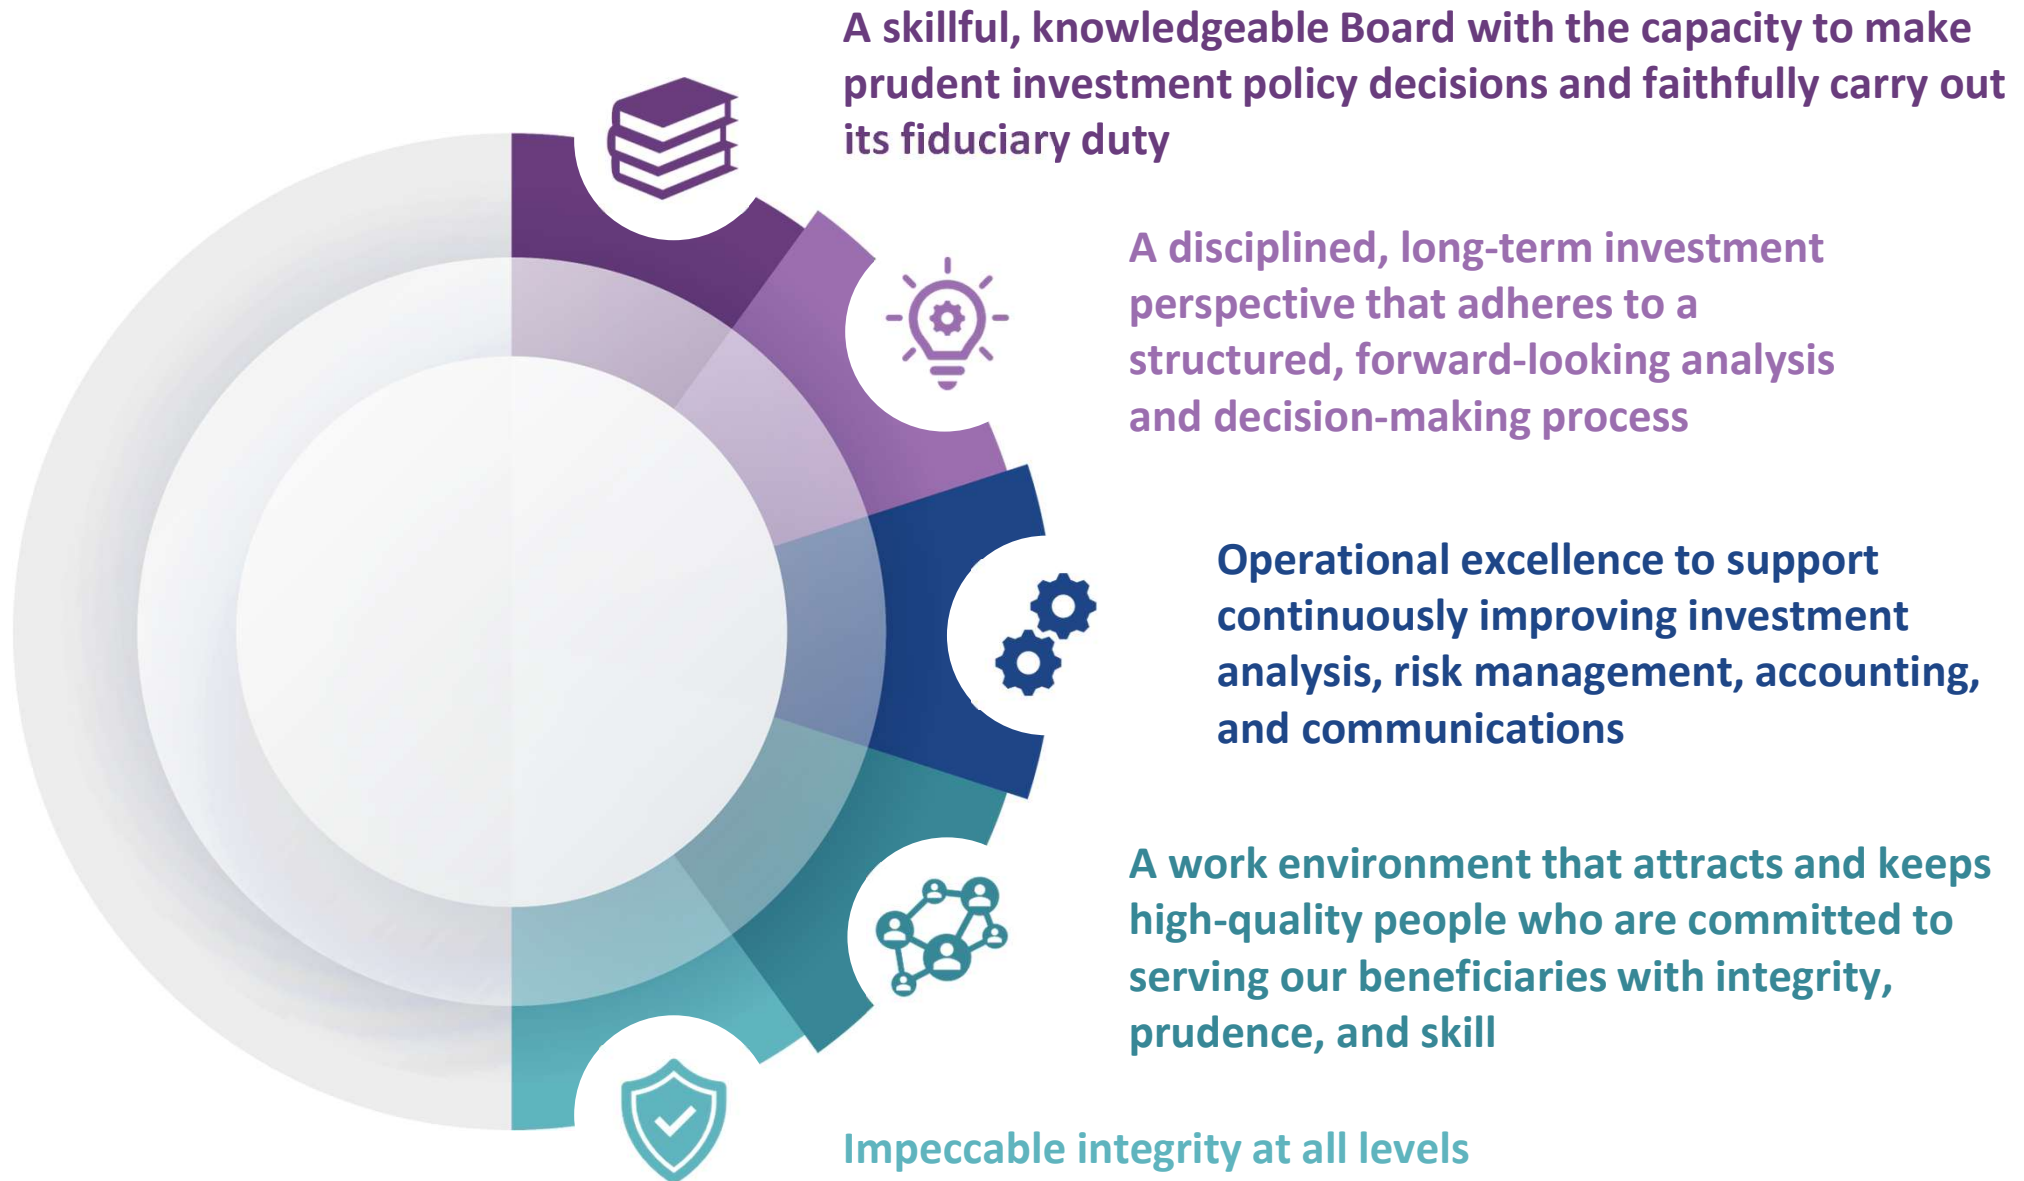 A skillful, knowledgeable Board with the capacity to make
prudent investment policy decisions and faithfully carry out
its fiduciary duty
A disciplined, long-term investment
perspective that adheres to a
structured, forward-looking analysis
and decision-making process
Operational excellence to support
continuously improving investment
analysis, risk management, accounting,
and communications
A work environment that attracts and keeps
high-quality people who are committed to
serving our beneficiaries with integrity,
prudence, and skill
Impeccable integrity at all levels